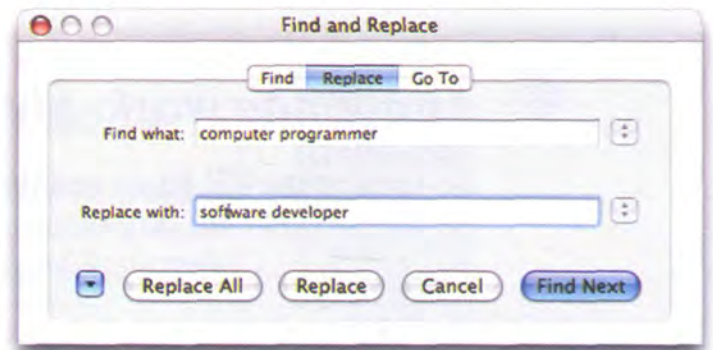 Find and Replace
Find Replace Go To
Find what: computer programmer
Replace with: software developer
Replace All Replace Cancel Find Next